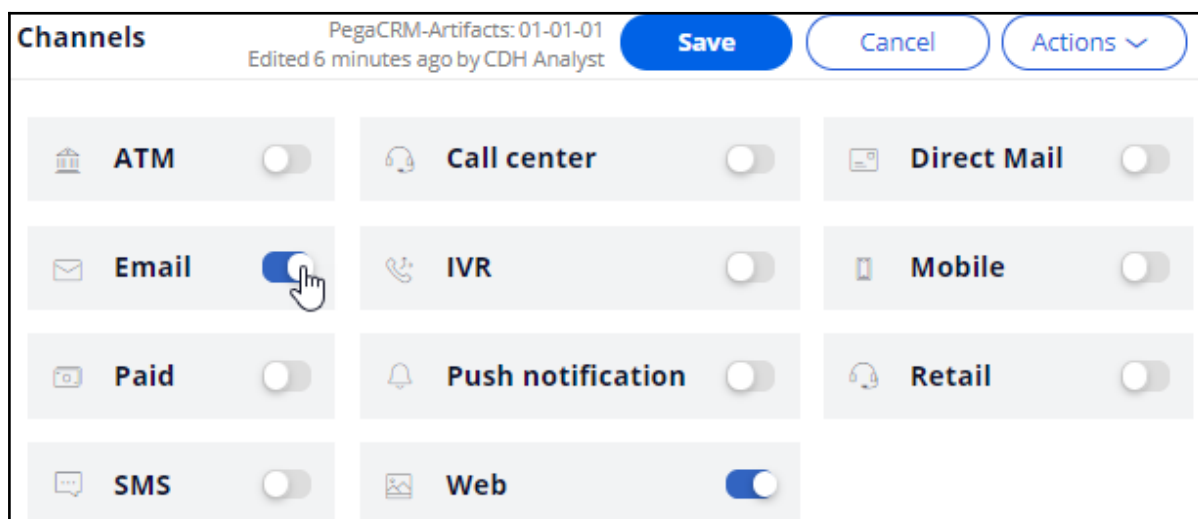 Channels
PegaCRM-Artifacts: 01-01-01
Edited 6 minutes ago by CDH Analyst
Save
Cancel
Actions
ATM
Call center
Direct Mail
Email
IVR
Mobile
Paid
Push notification
Retail
SMS
Web